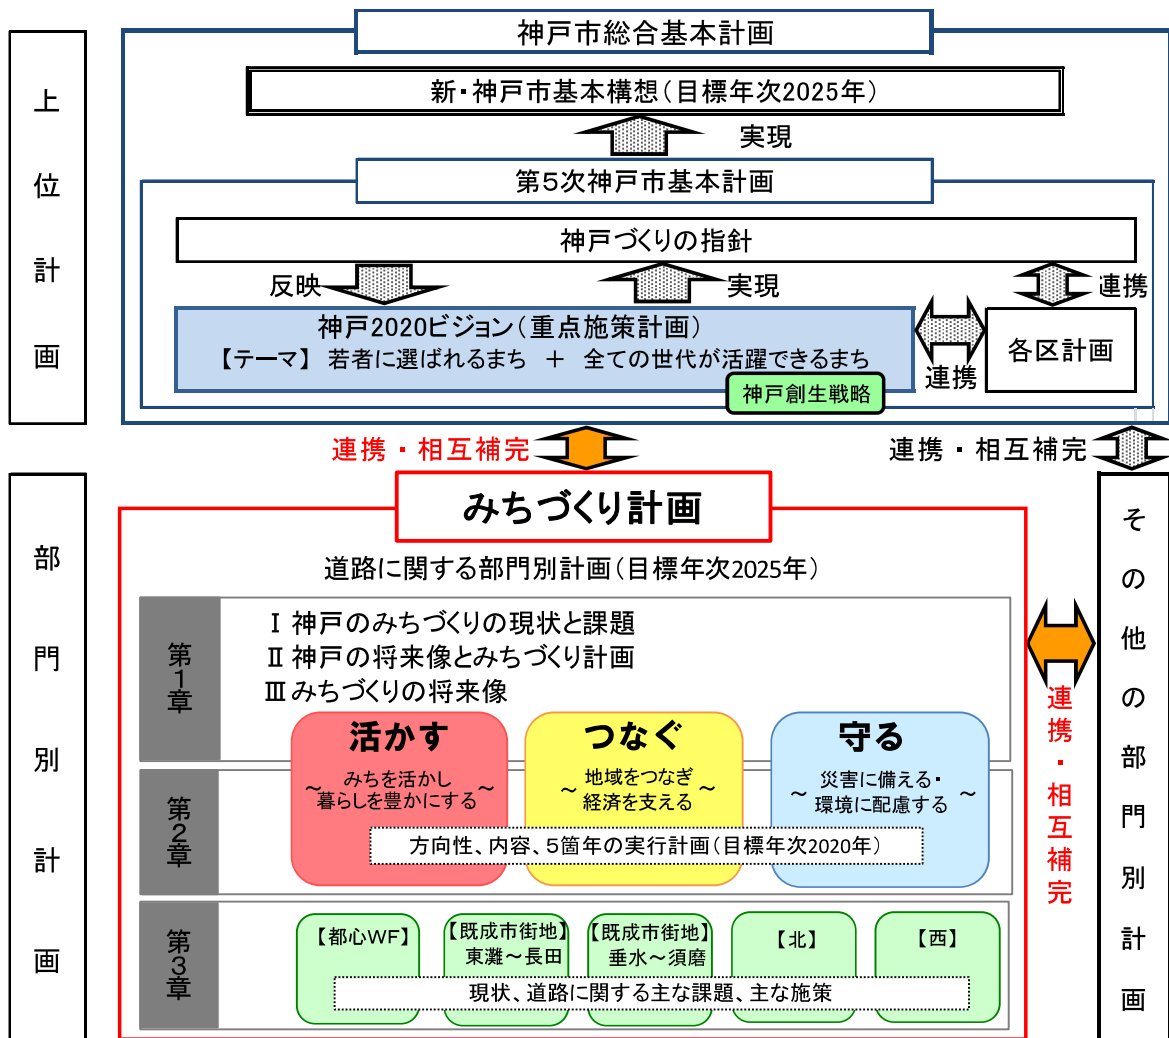 上位計画
神戸市総合基本計画
新・神戸市基本構想（目標年次2025年）
実現
第５次神戸市基本計画
神戸づくりの指針
反映
実現
連携
神戸2020ビジョン（重点施策計画）
【テーマ】 若者に選ばれるまち ＋ 全ての世代が活躍できるまち
神戸創生戦略
連携
各区計画
連携・相互補完
連携・相互補完
部門別計画
みちづくり計画
道路に関する部門別計画（目標年次2025年）
第１章
Ⅰ 神戸のみちづくりの現状と課題
Ⅱ 神戸の将来像とみちづくり計画
Ⅲ みちづくりの将来像
活かす
～ みちを活かし
暮らしを豊かにする ～
つなぐ
～ 地域をつなぎ
経済を支える ～
守る
～ 災害に備える・
環境に配慮する ～
第２章
方向性、内容、５箇年の実行計画（目標年次2020年）
第３章
【都心WF】
【既成市街地】
東灘～長田
【既成市街地】
垂水～須磨
【北】
【西】
現状、道路に関する主な課題、主な施策
連携・相互補完
その他の部門別計画